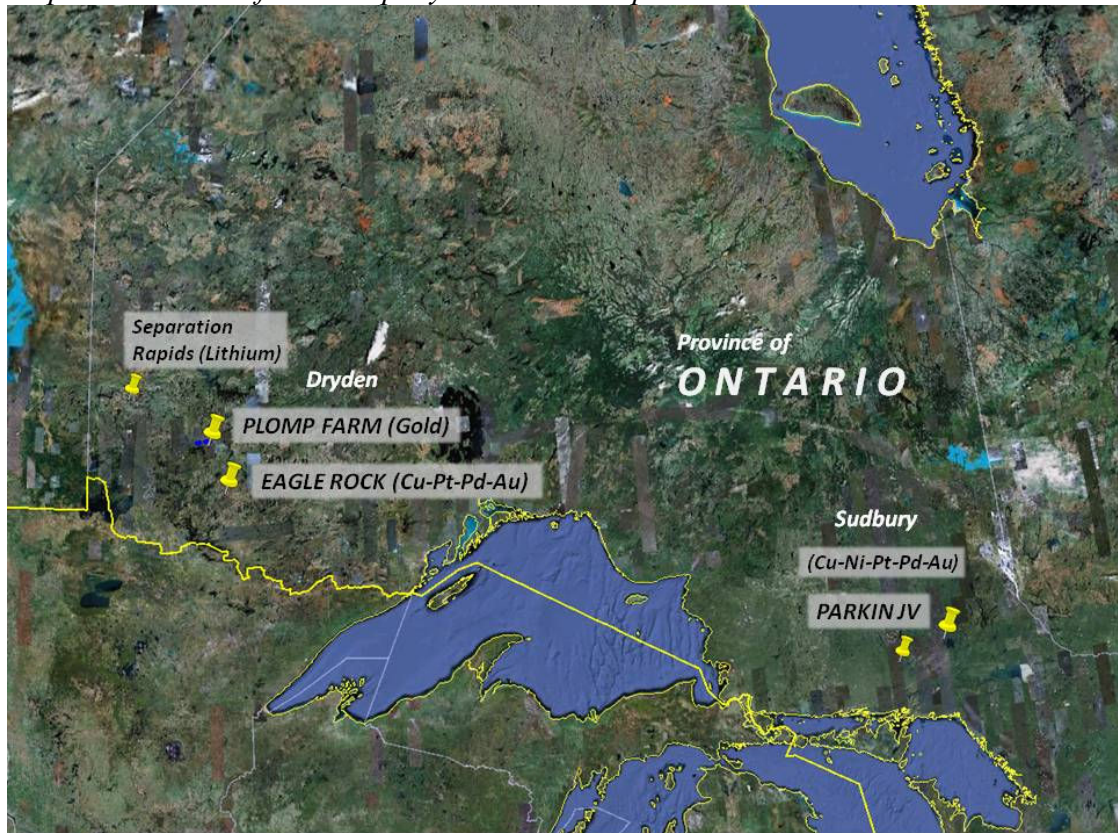 Separation
Rapids (Lithium)
Dryden
PLOMP FARM (Gold)
EAGLE ROCK (Cu-Pt-Pd-Au)
Province of
ONTARIO
Sudbury
(Cu-Ni-Pt-Pd-Au)
PARKIN JV